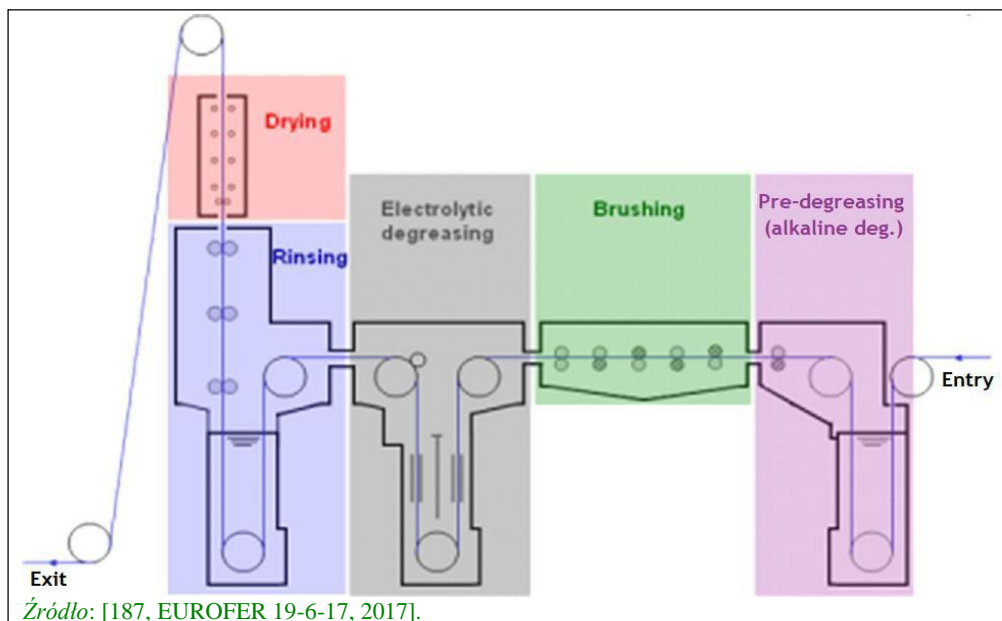 Drying
Electrolytic
degreasing
Brushing
Pre-degreasing
(alkaline deg.)
Rinsing
Entry
Exit
Źródło: [187, EUROFER 19-6-17, 2017].